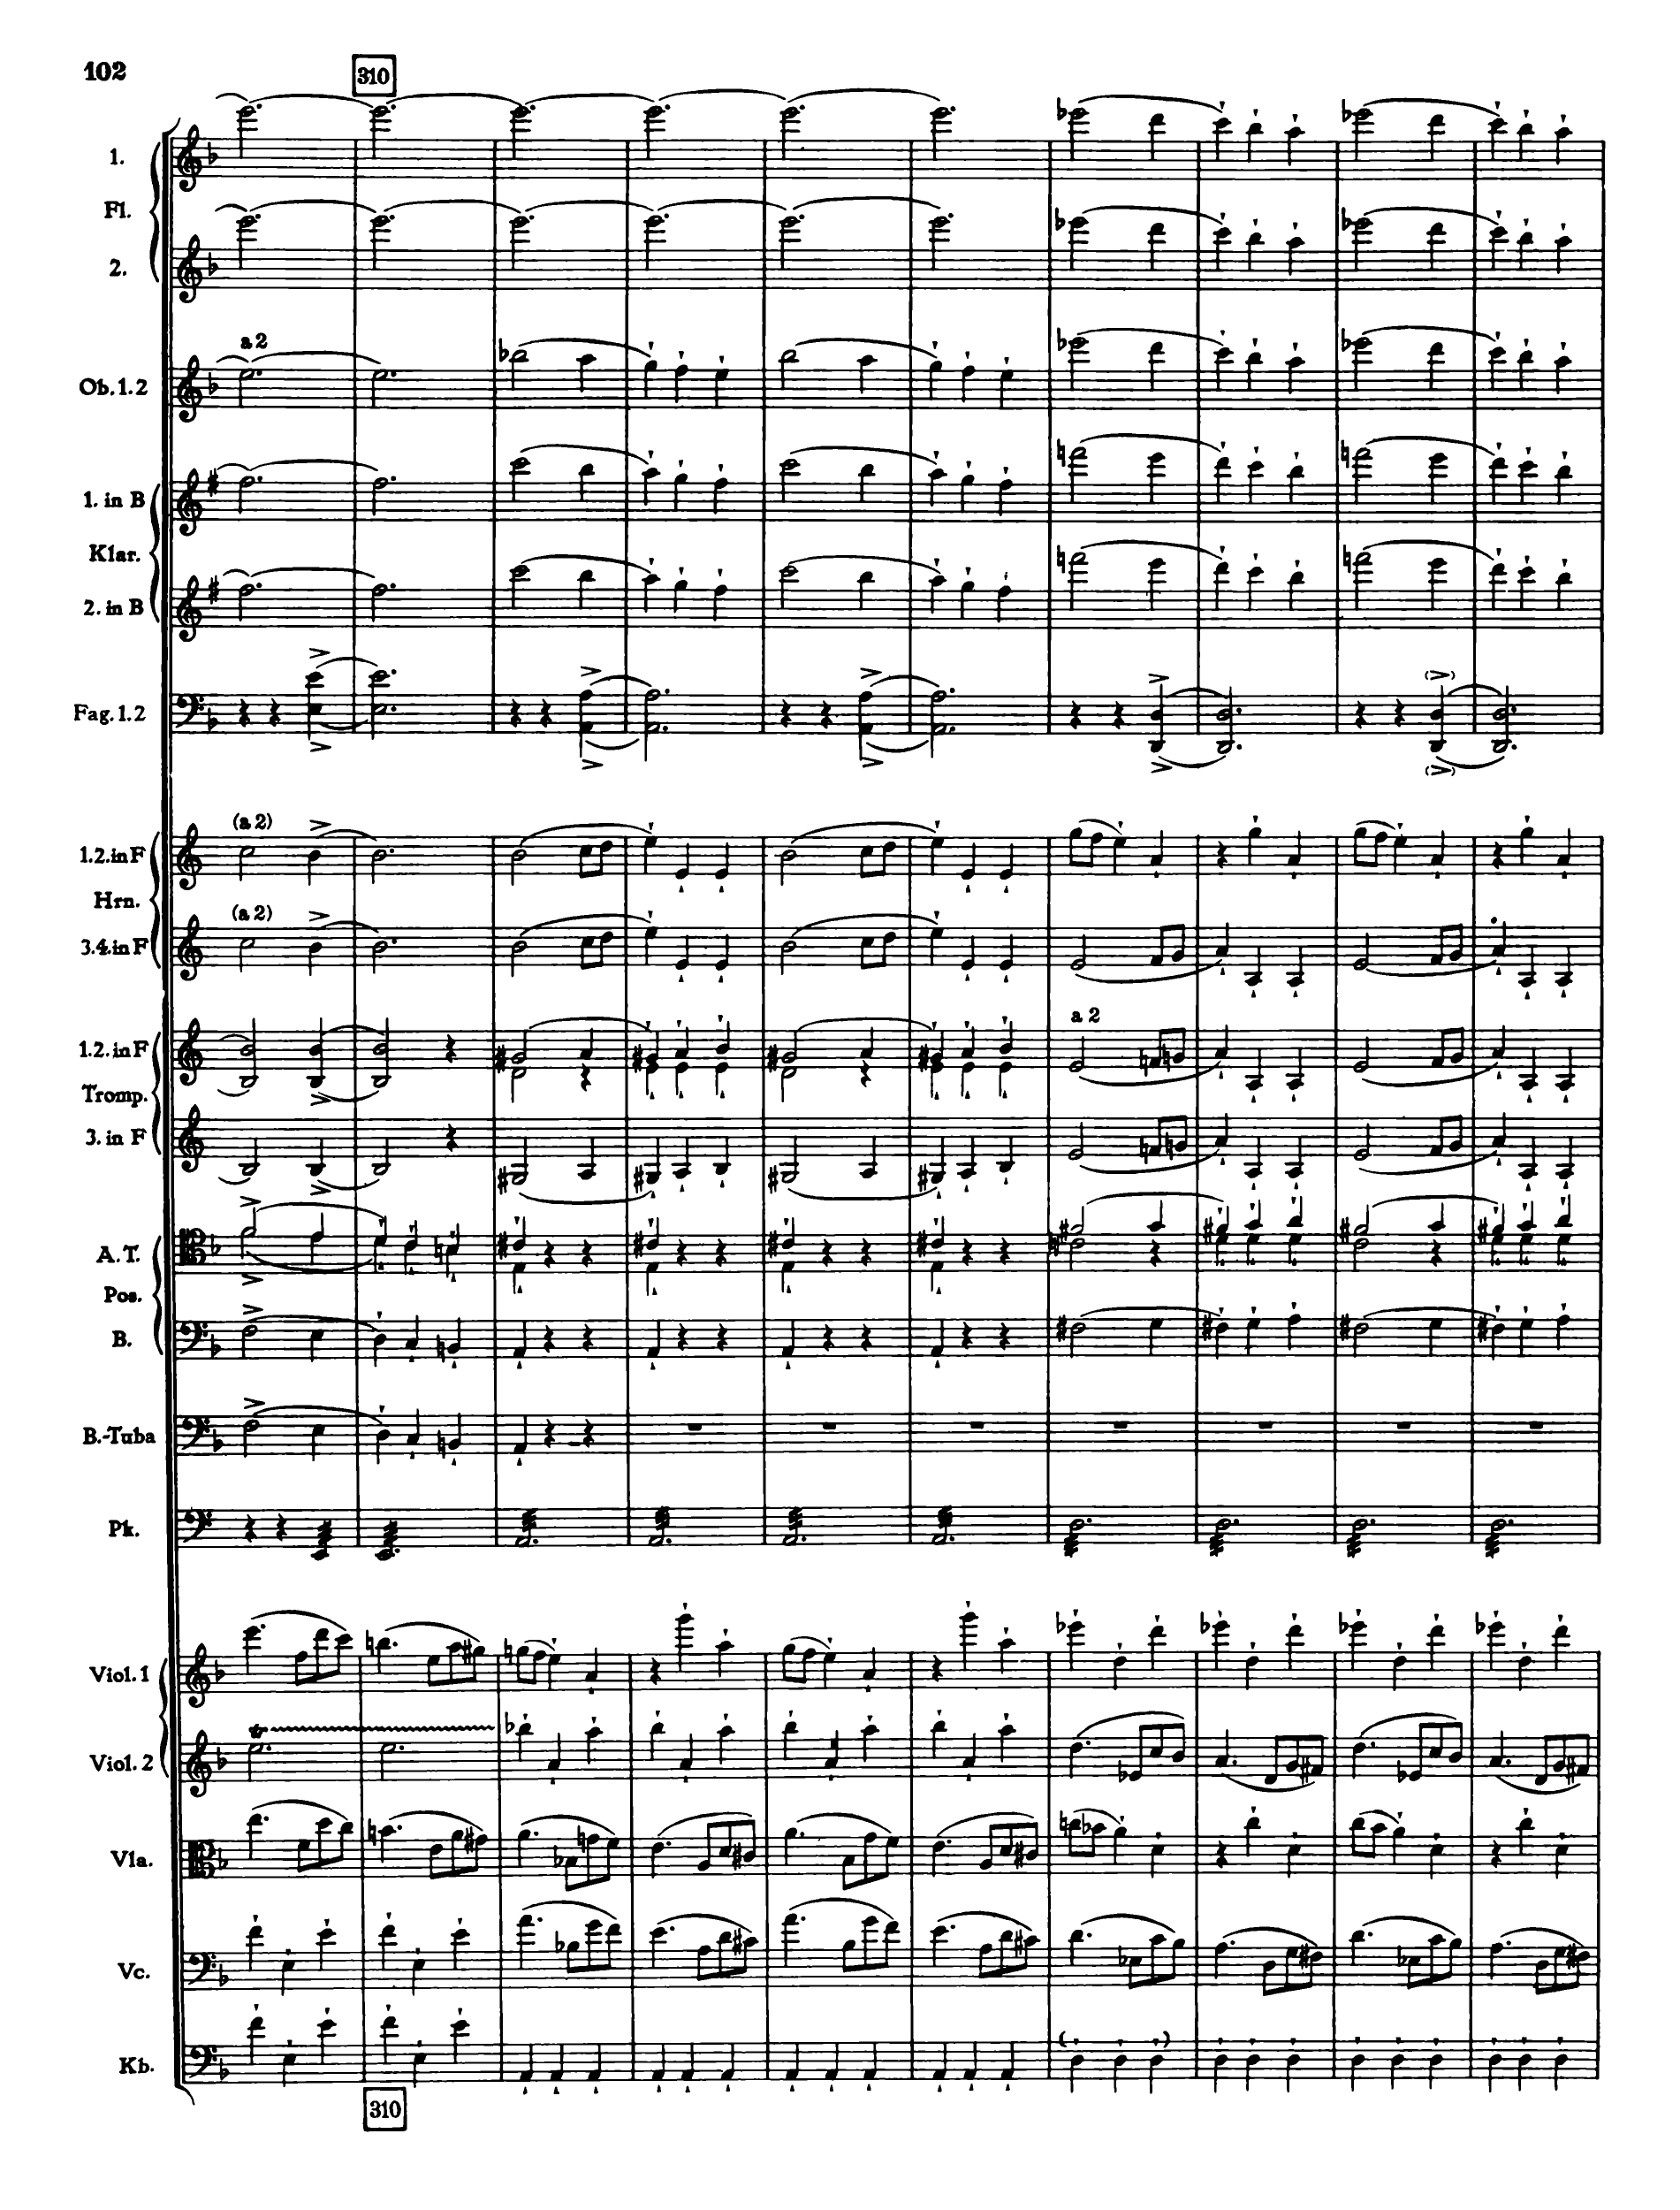 102
310
1.
Fl.
2.
a 2
Ob. 1. 2
1. in B
Klar.
2. in B
Fag. 1. 2
(a 2)
1.2. in F
Hrn.
(a 2)
3.4. in F
a 2
1.2. in F
Tromp.
3. in F
A. T.
Pos.
B.
B.-Tuba
Pk.
Viol. 1
Viol. 2
Vla.
Vc.
Kb.
310